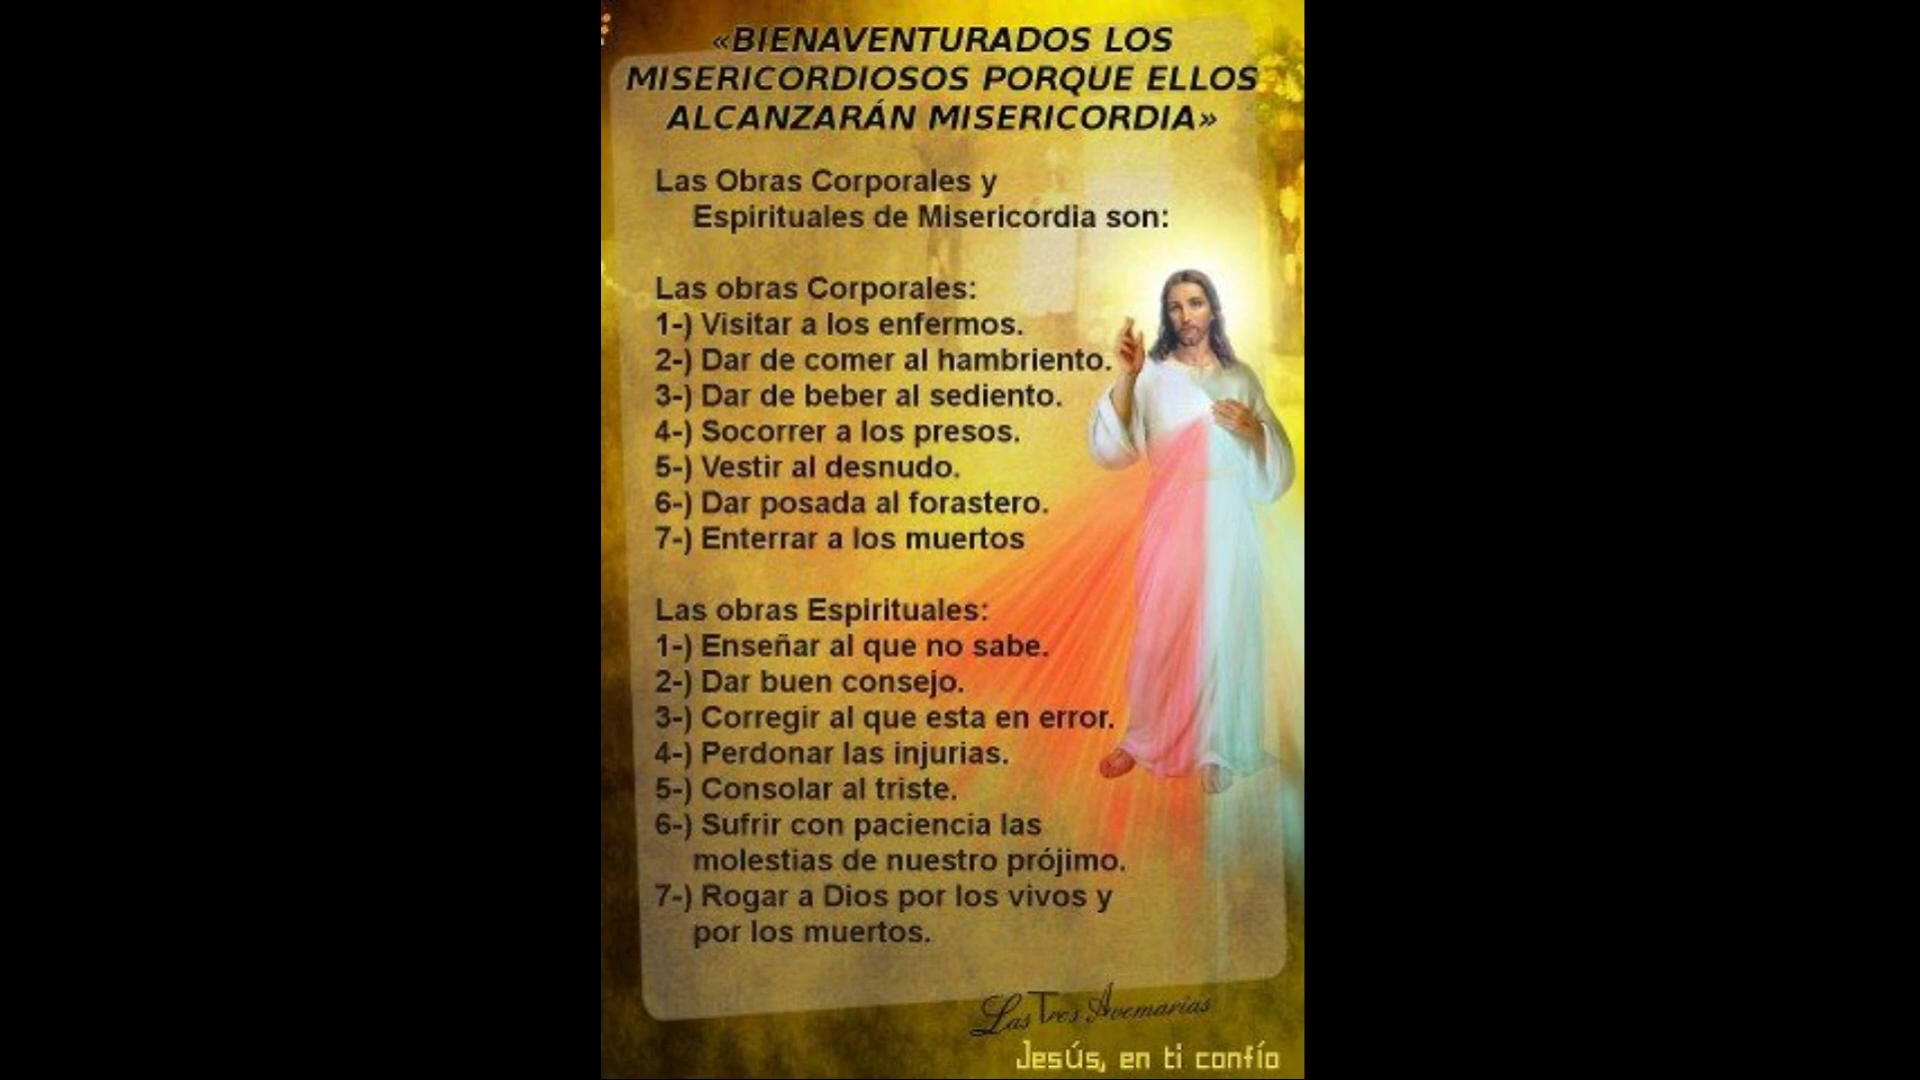 «BIENAVENTURADOS LOS
MISERICORDIOSOS PORQUE ELLOS
ALCANZARÁN MISERICORDIA»
Las Obras Corporales y
Espirituales de Misericordia son:
Las obras Corporales:
1-) Visitar a los enfermos.
2-) Dar de comer al hambriento.
3-) Dar de beber al sediento.
4-) Socorrer a los presos.
5-) Vestir al desnudo.
6-) Dar posada al forastero.
7-) Enterrar a los muertos
Las obras Espirituales:
1-) Enseñar al que no sabe.
2-) Dar buen consejo.
3-) Corregir al que esta en error.
4-) Perdonar las injurias.
5-) Consolar al triste.
6-) Sufrir con paciencia las
molestias de nuestro prójimo.
7-) Rogar a Dios por los vivos y
por los muertos.
Las Tres Avemarías
Jesús, en ti confío